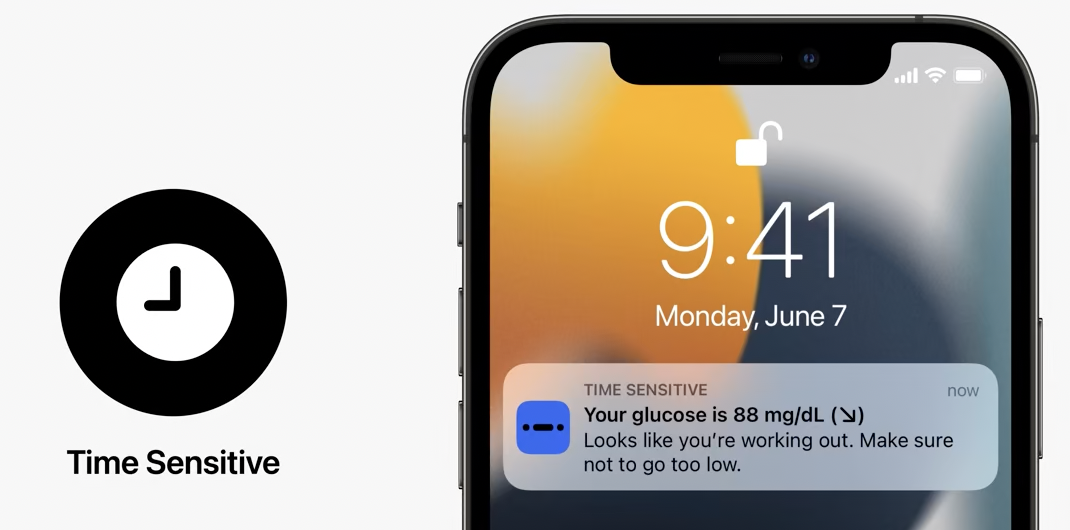 Time Sensitive
9:41
Monday, June 7
TIME SENSITIVE
now
Your glucose is 88 mg/dL (↘)
Looks like you’re working out. Make sure
not to go too low.